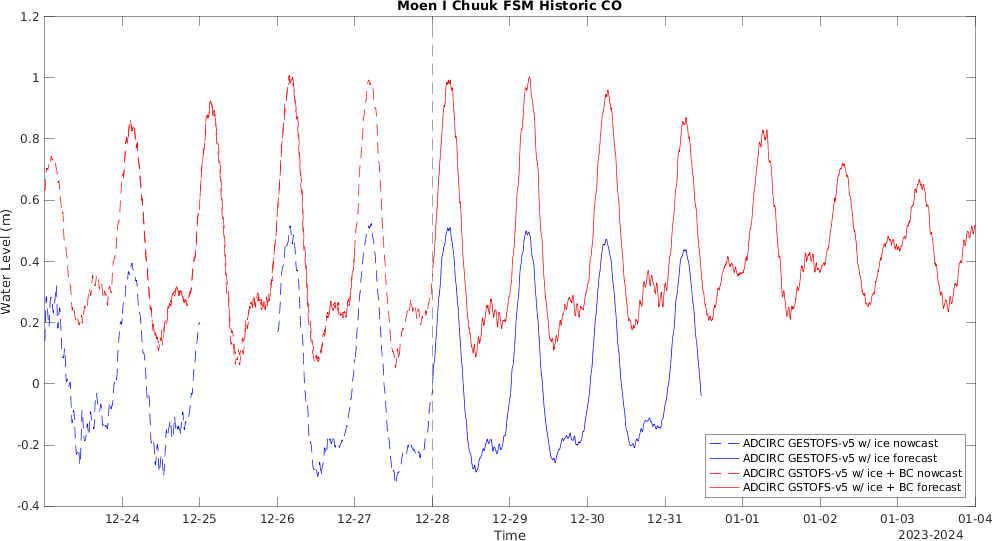 Moen I Chuuk FSM Historic CO
1.2
1
0.8
0.6
0.4
0.2
0
-0.2
-0.4
Water Level (m)
ADCIRC GESTOFS-v5 w/ ice nowcast
ADCIRC GESTOFS-v5 w/ ice forecast
ADCIRC GSTOFS-v5 w/ ice + BC nowcast
ADCIRC GSTOFS-v5 w/ ice + BC forecast
12-24 12-25 12-26 12-27 12-28 12-29 12-30 12-31 01-01 01-02 01-03 01-04
Time
2023-2024